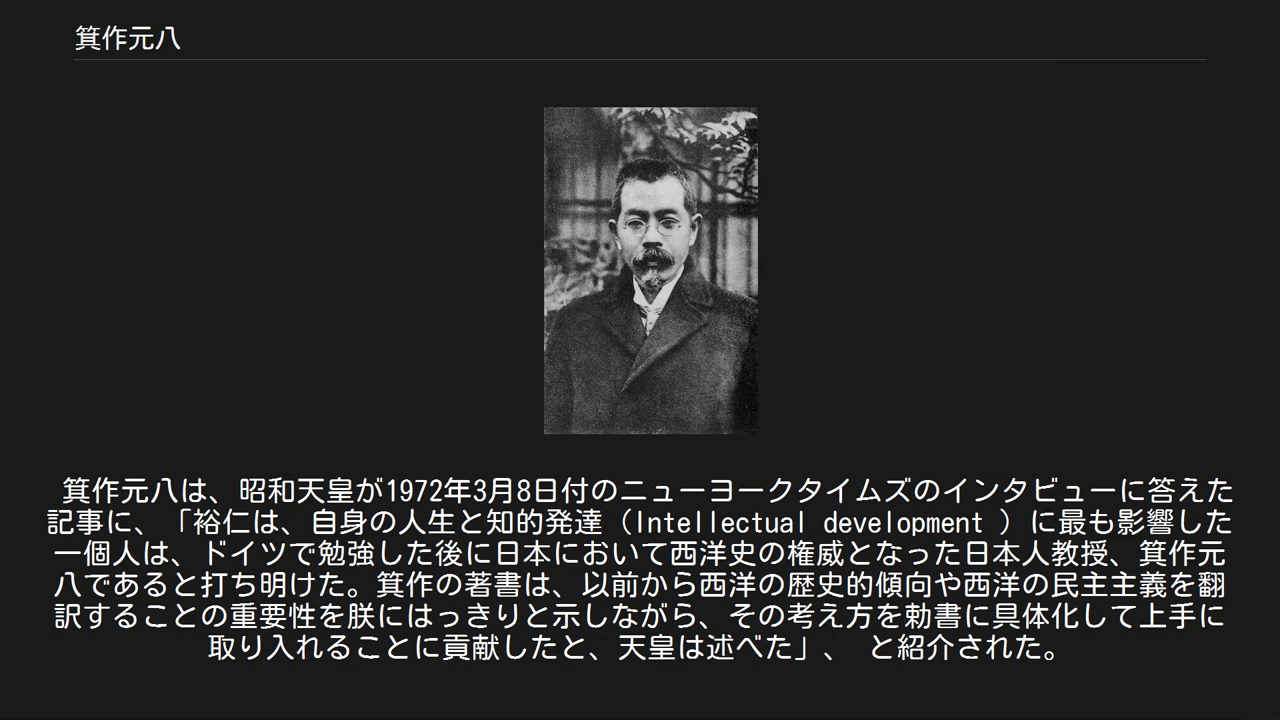 箕作元八
箕作元八は、昭和天皇が1972年3月8日付のニューヨークタイムズのインタビューに答えた
記事に、「裕仁は、自身の人生と知的発達（Intellectual development ）に最も影響した
一個人は、ドイツで勉強した後に日本において西洋史の権威となった日本人教授、箕作元
八であると打ち明けた。箕作の著書は、以前から西洋の歴史的傾向や西洋の民主主義を翻
訳することの重要性を朕にはっきりと示しながら、その考え方を勅書に具体化して上手に
取り入れることに貢献したと、天皇は述べた」、 と紹介された。